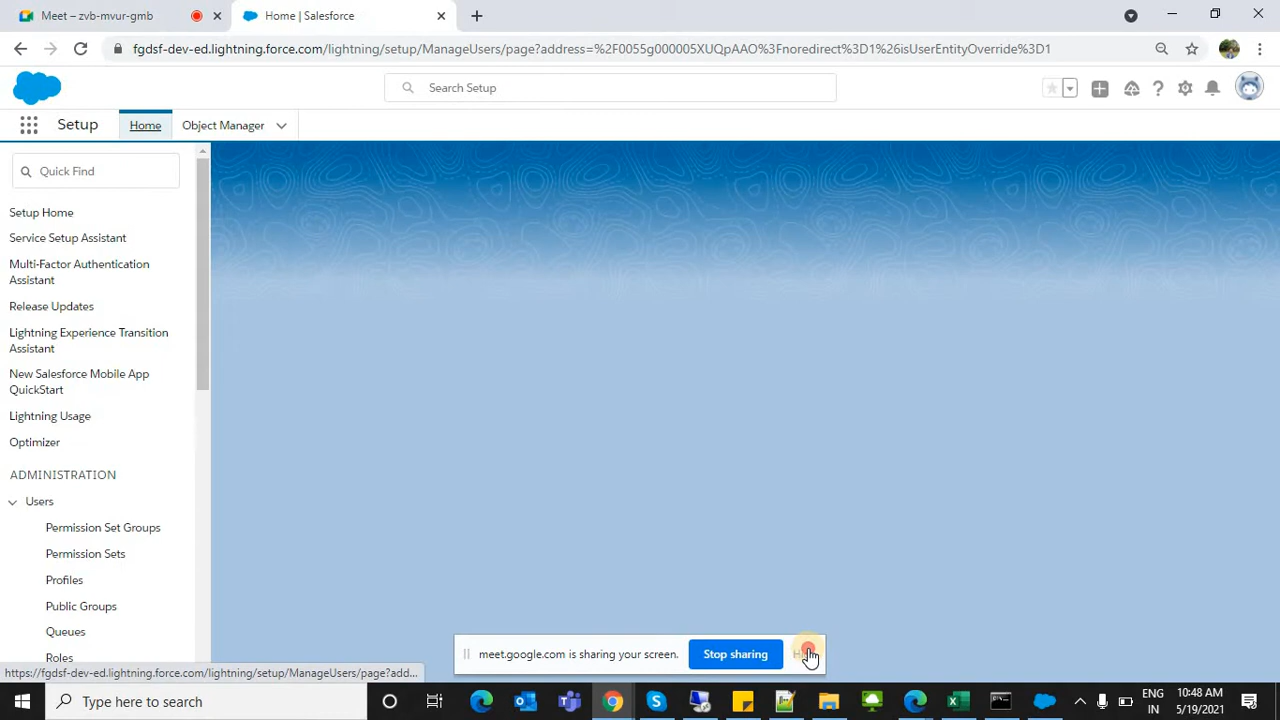 Meet – zvb-mvur-gmb
Home | Salesforce
fgdsf-dev-ed.lightning.force.com/lightning/setup/ManageUsers/page?address=%2F0055g000005XUQpAAO%3Fnoredirect%3D1%26isUserEntityOverride%3D1
Search Setup
Setup
Home
Object Manager
Quick Find
Setup Home
Service Setup Assistant
Multi-Factor Authentication
Assistant
Release Updates
Lightning Experience Transition
Assistant
New Salesforce Mobile App
QuickStart
Lightning Usage
Optimizer
ADMINISTRATION
Users
Permission Set Groups
Permission Sets
Profiles
Public Groups
Queues
Roles
meet.google.com is sharing your screen.
Stop sharing
https://fgdsf-dev-ed.lightning.force.com/lightning/setup/ManageUsers/page?add...
Type here to search
ENG
IN
10:48 AM
5/19/2021